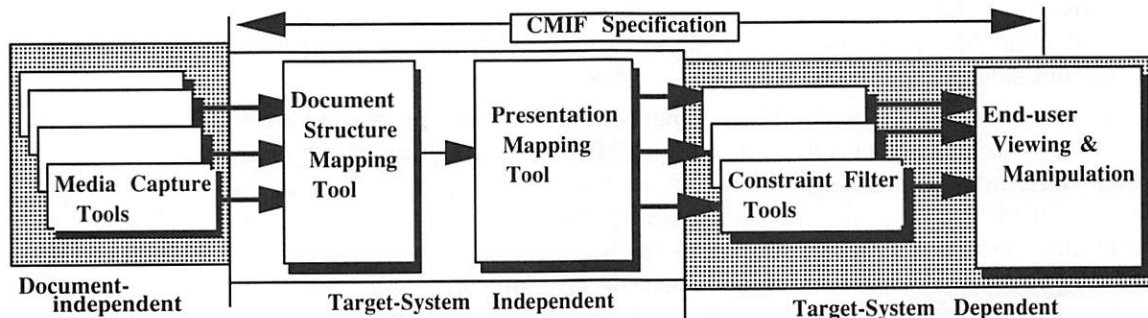 CMIF Specification
Media Capture
Tools
Document
Structure
Mapping
Tool
Presentation
Mapping
Tool
Constraint Filter
Tools
End-user
Viewing &
Manipulation
Document-
independent
Target-System Independent
Target-System Dependent